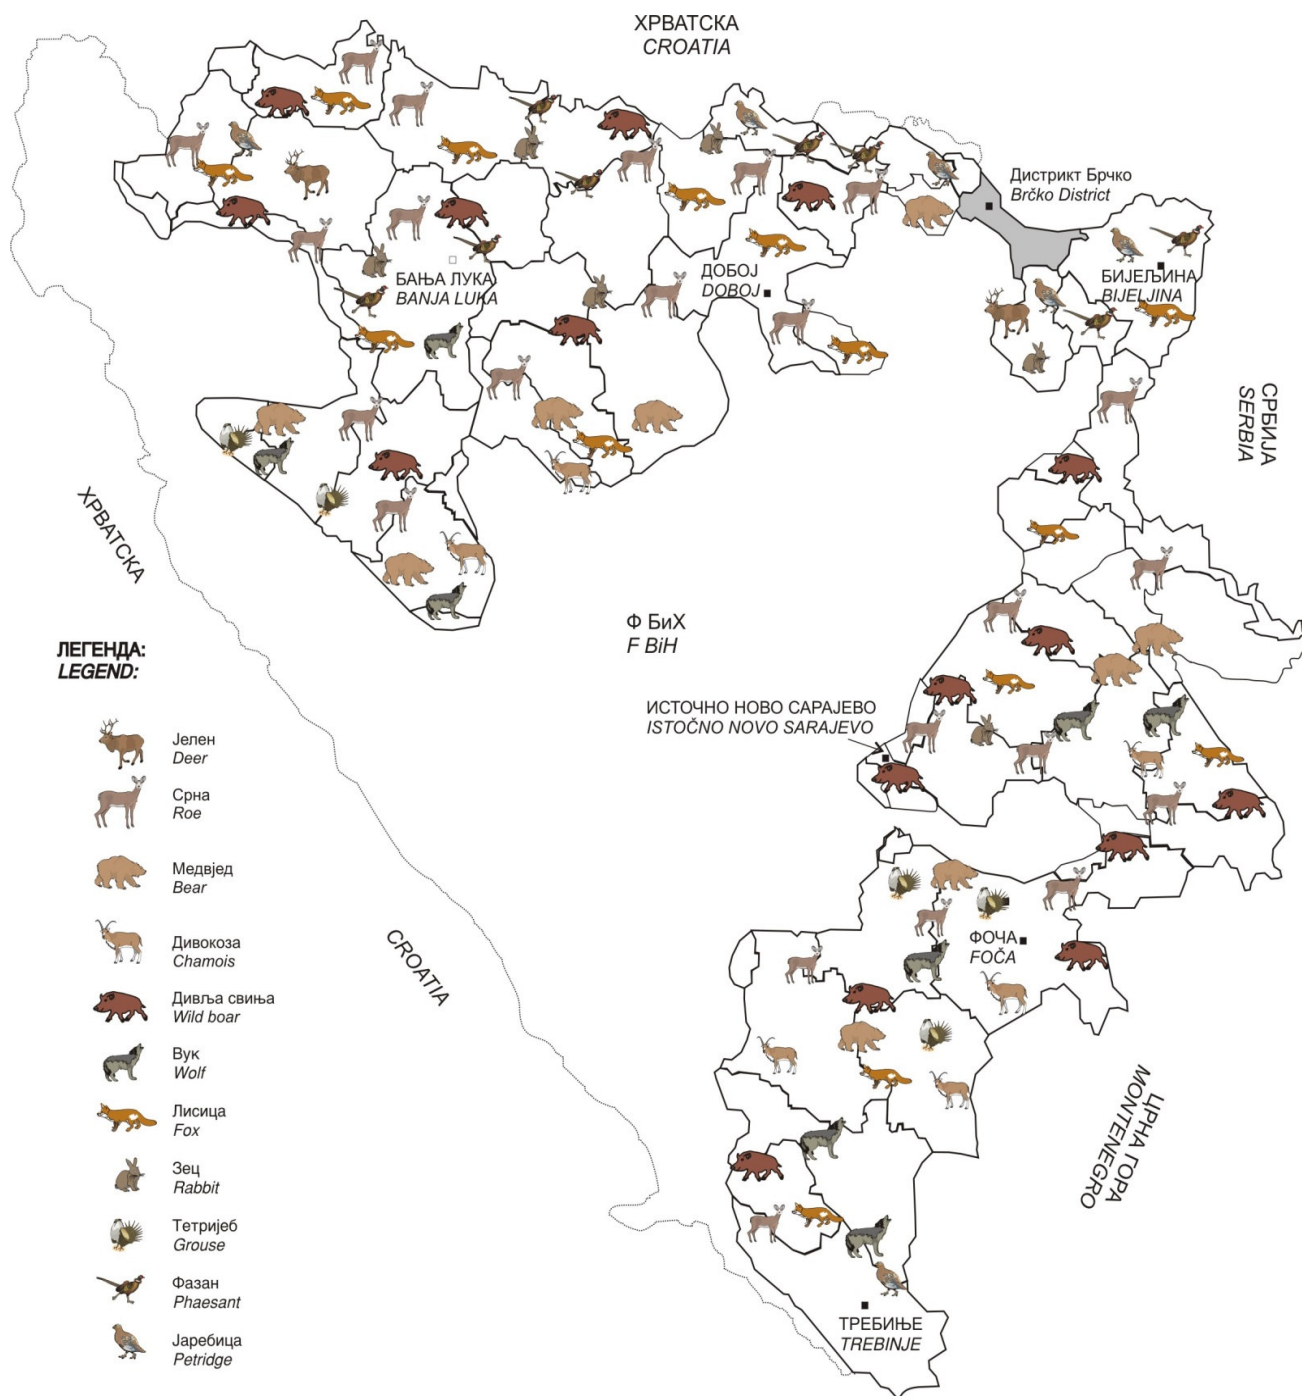 ХРВАТСКА
CROATIA
Дистрикт Брчко
Brčko District
БАЊА ЛУКА
BANJA LUKA
ДОБОЈ
DOBOJ
БИЈЕЉИНА
BIJELJINA
СРБИЈА
SERBIA
ХРВАТСКА
CROATIA
Ф БиХ
F BiH
ИСТОЧНО НОВО САРАЈЕВО
ISTOČNO NOVO SARAJEVO
ФОЧА
FOČA
ЦРНА ГОРА
MONTENEGRO
ТРЕБИЊЕ
TREBINJE
ЛЕГЕНДА:
LEGEND:
Јелен
Deer
Срна
Roe
Медвјед
Bear
Дивокоза
Chamois
Дивља свиња
Wild boar
Вук
Wolf
Лисица
Fox
Зец
Rabbit
Тетријеб
Grouse
Фазан
Phaesant
Јаребица
Petridge